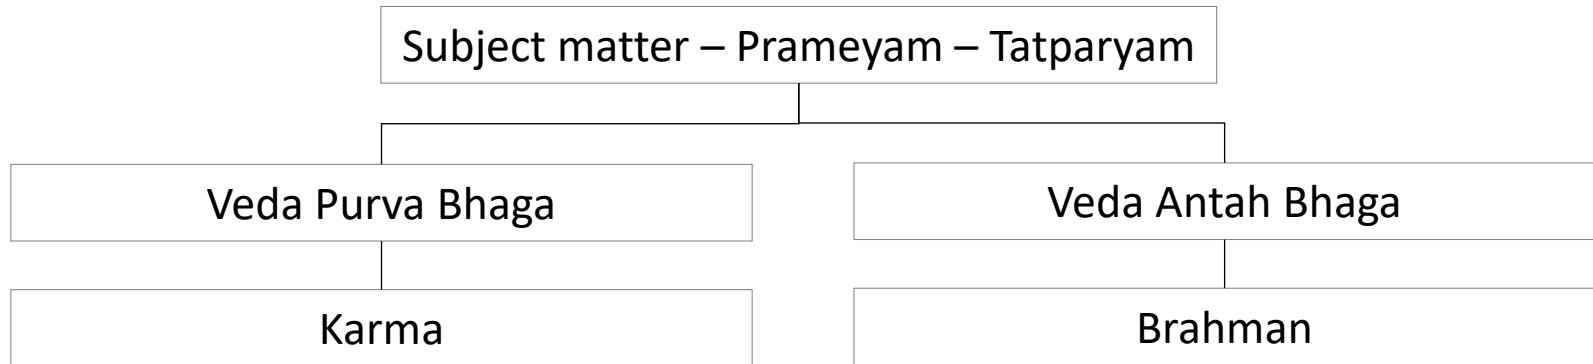 Subject matter – Prameyam – Tatparyam
Veda Purva Bhaga
Veda Antah Bhaga
Karma
Brahman